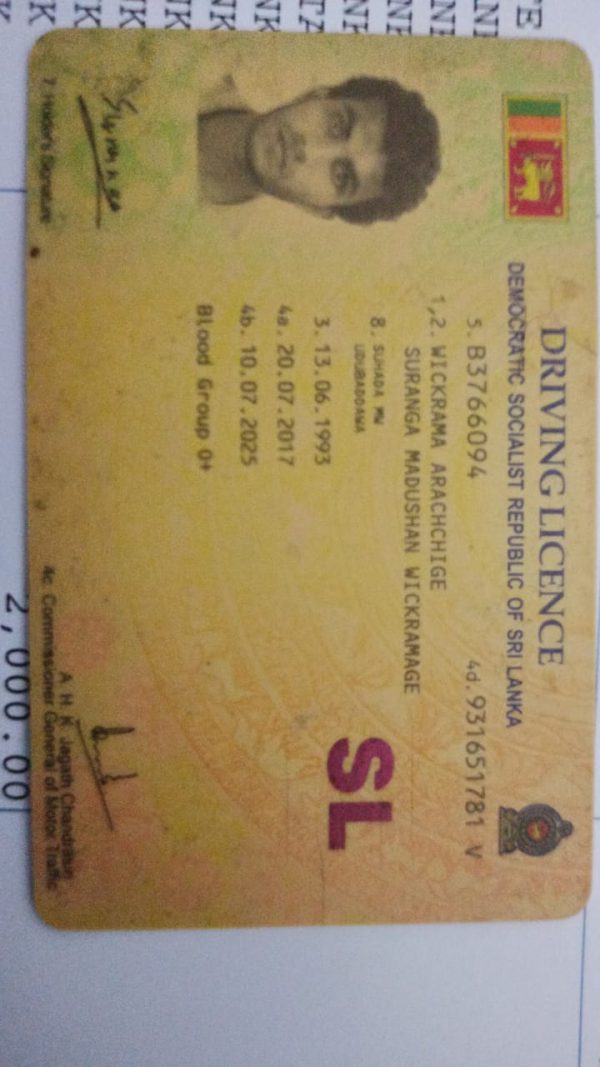 DRIVING LICENCE
DEMOCRATIC SOCIALIST REPUBLIC OF SRI LANKA
5. B3766094 4d. 931651781 V
1,2. WICKRAMA ARACHCHIGE
SURANGA MADUSHAN WICKRAMAGE
8. SUHADA MW
UDUBADDAWA
3. 13.06.1993
4a. 20.07.2017
4b. 10.07.2025
Blood Group O+
SL
7. Holder's Signature
A. H. K. Jagath
4c. Commissioner General of Motor Traffic
2,000.00